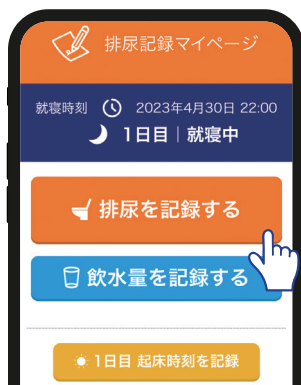 排尿記録マイページ
就寝時刻 2023年4月30日 22:00
1日目｜就寝中
排尿を記録する
飲水量を記録する
1日目 起床時刻を記録